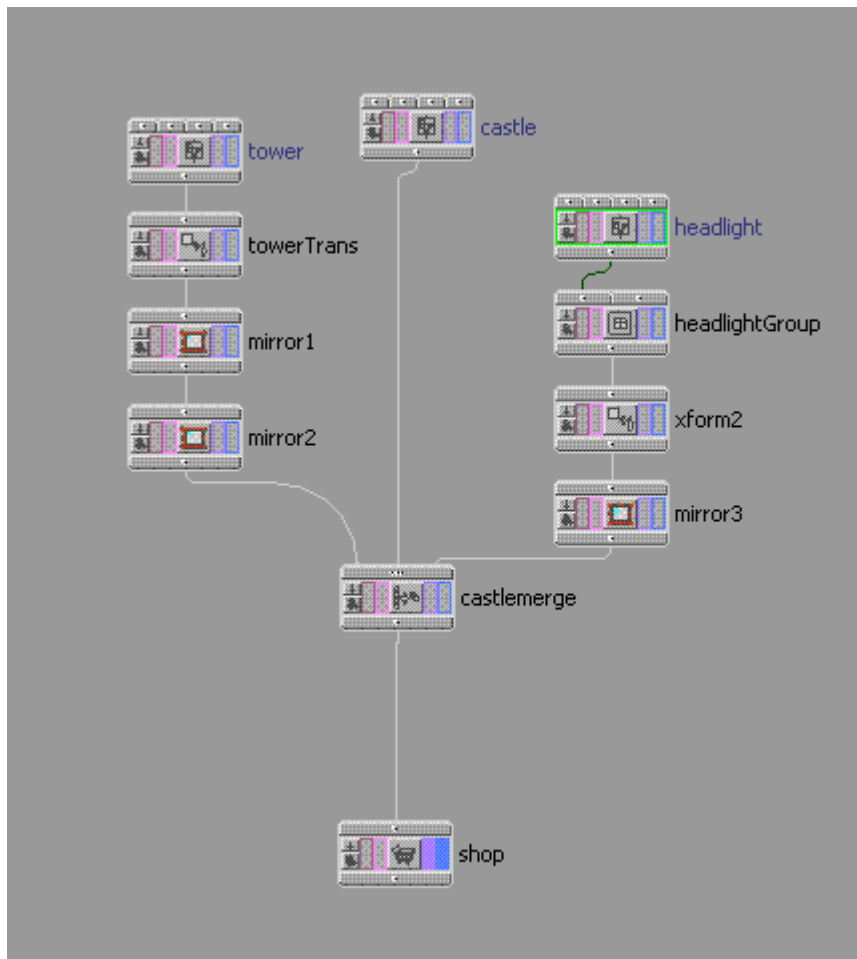 castle
tower
headlight
towerTrans
headlightGroup
mirror1
xform2
mirror2
mirror3
castlemerge
shop